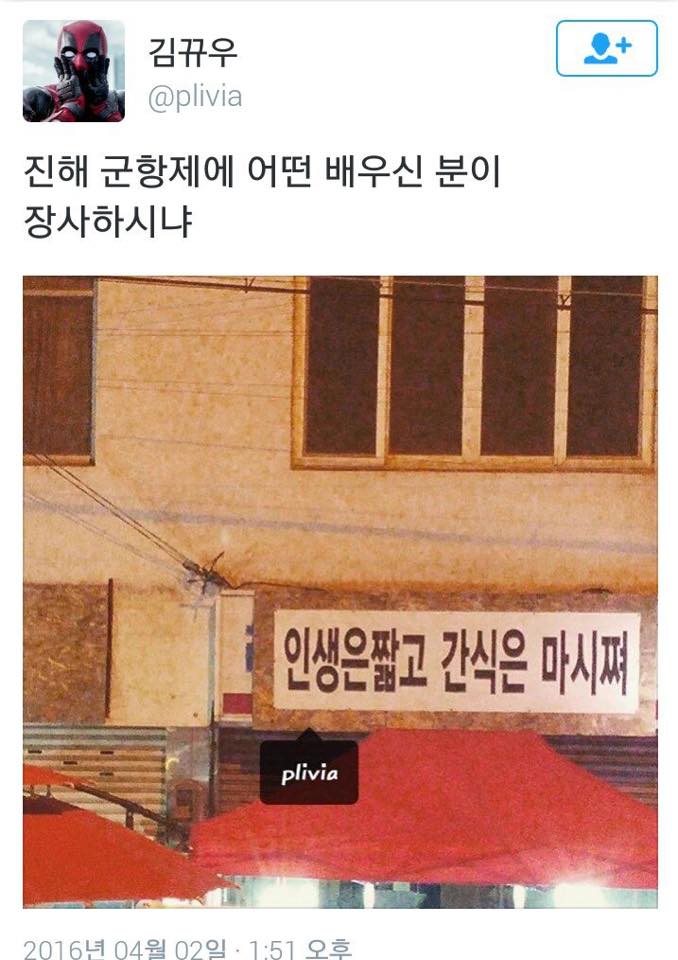 김뀨우
@plivia
진해 군항제에 어떤 배우신 분이
장사하시냐
인생은짧고 간식은 마시쪄
plivia
2016년 04월 02일 · 1:51 오후